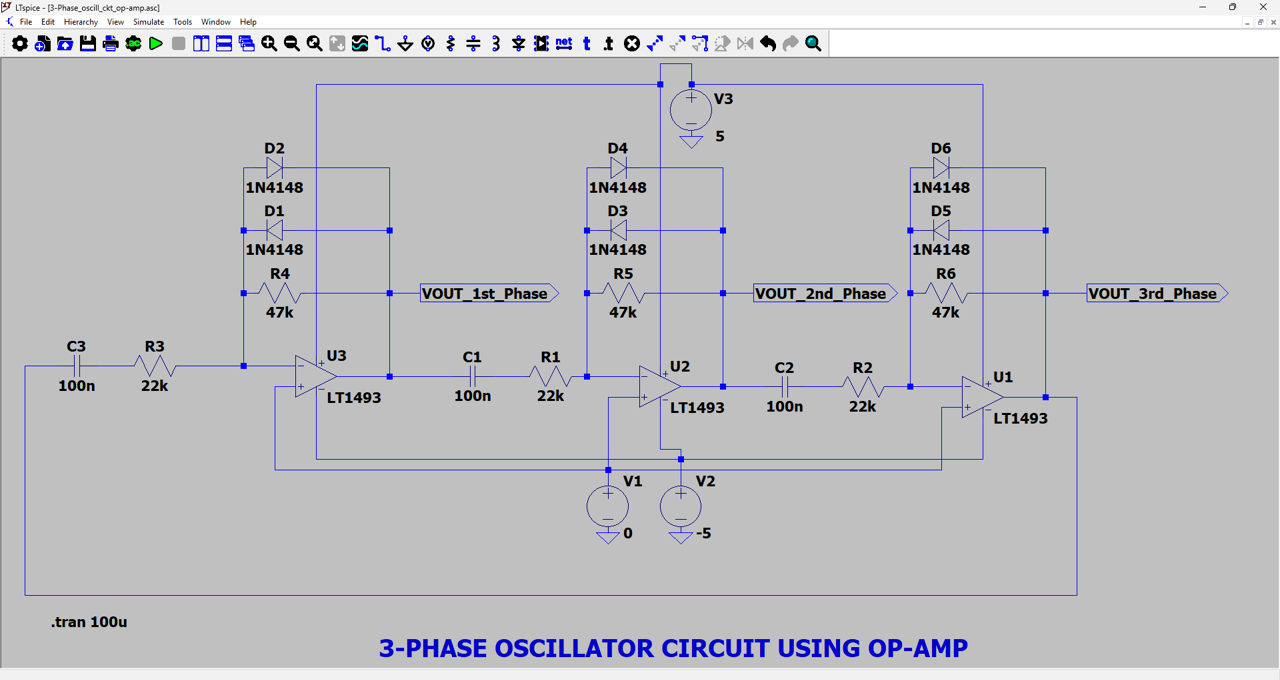 LTspice - [3-Phase_oscill_ckt_op-amp.asc]
File Edit Hierarchy View Simulate Tools Window Help
net t .t
V3
5
D2
1N4148
D4
1N4148
D6
1N4148
D1
1N4148
D3
1N4148
D5
1N4148
R4
47k
VOUT_1st_Phase
R5
47k
VOUT_2nd_Phase
R6
47k
VOUT_3rd_Phase
C3
100n
R3
22k
U3
LT1493
C1
100n
R1
22k
U2
LT1493
C2
100n
R2
22k
U1
LT1493
V1
0
V2
-5
.tran 100u
3-PHASE OSCILLATOR CIRCUIT USING OP-AMP